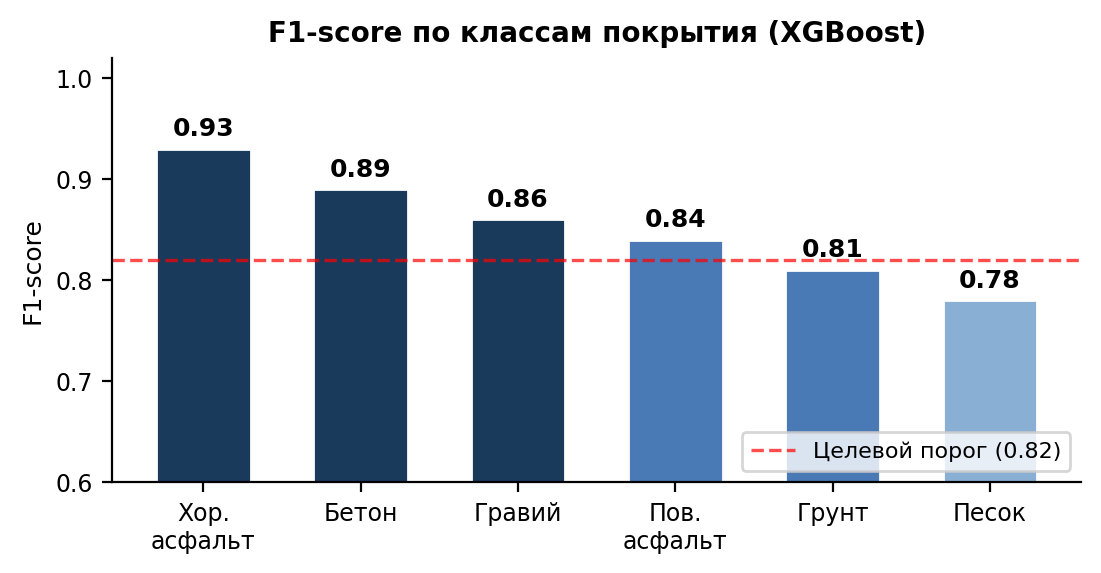 F1-score по классам покрытия (XGBoost)
F1-score
1.0
0.9
0.8
0.7
0.6
0.93
0.89
0.86
0.84
0.81
0.78
Целевой порог (0.82)
Хор.
асфальт
Бетон
Гравий
Пов.
асфальт
Грунт
Песок